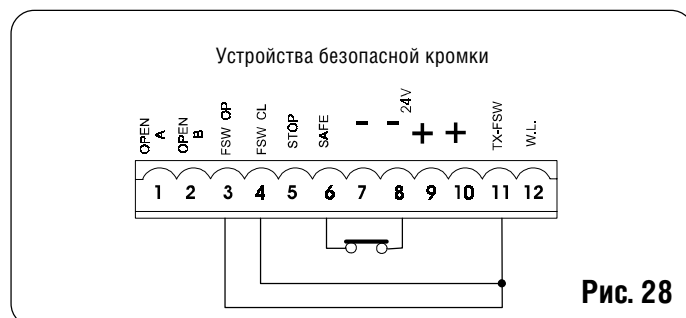 Устройства безопасной кромки
OPEN A
OPEN B
FSW OP
FSW CL
STOP
SAFE
-
-
24V
+
+
TX-FSW
W.L.
1 2 3 4 5 6 7 8 9 10 11 12
Рис. 28